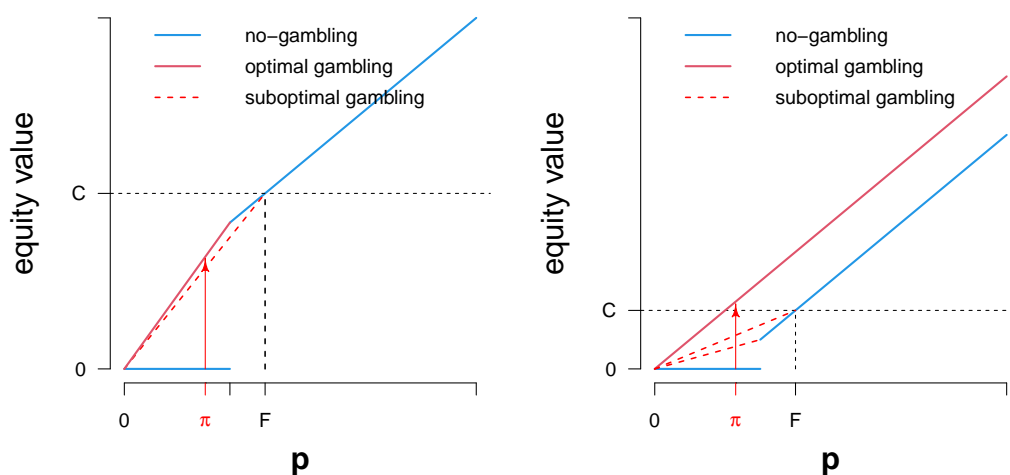 no−gambling
optimal gambling
suboptimal gambling
equity value
C
0
0
π
F
p
no−gambling
optimal gambling
suboptimal gambling
equity value
C
0
0
π
F
p